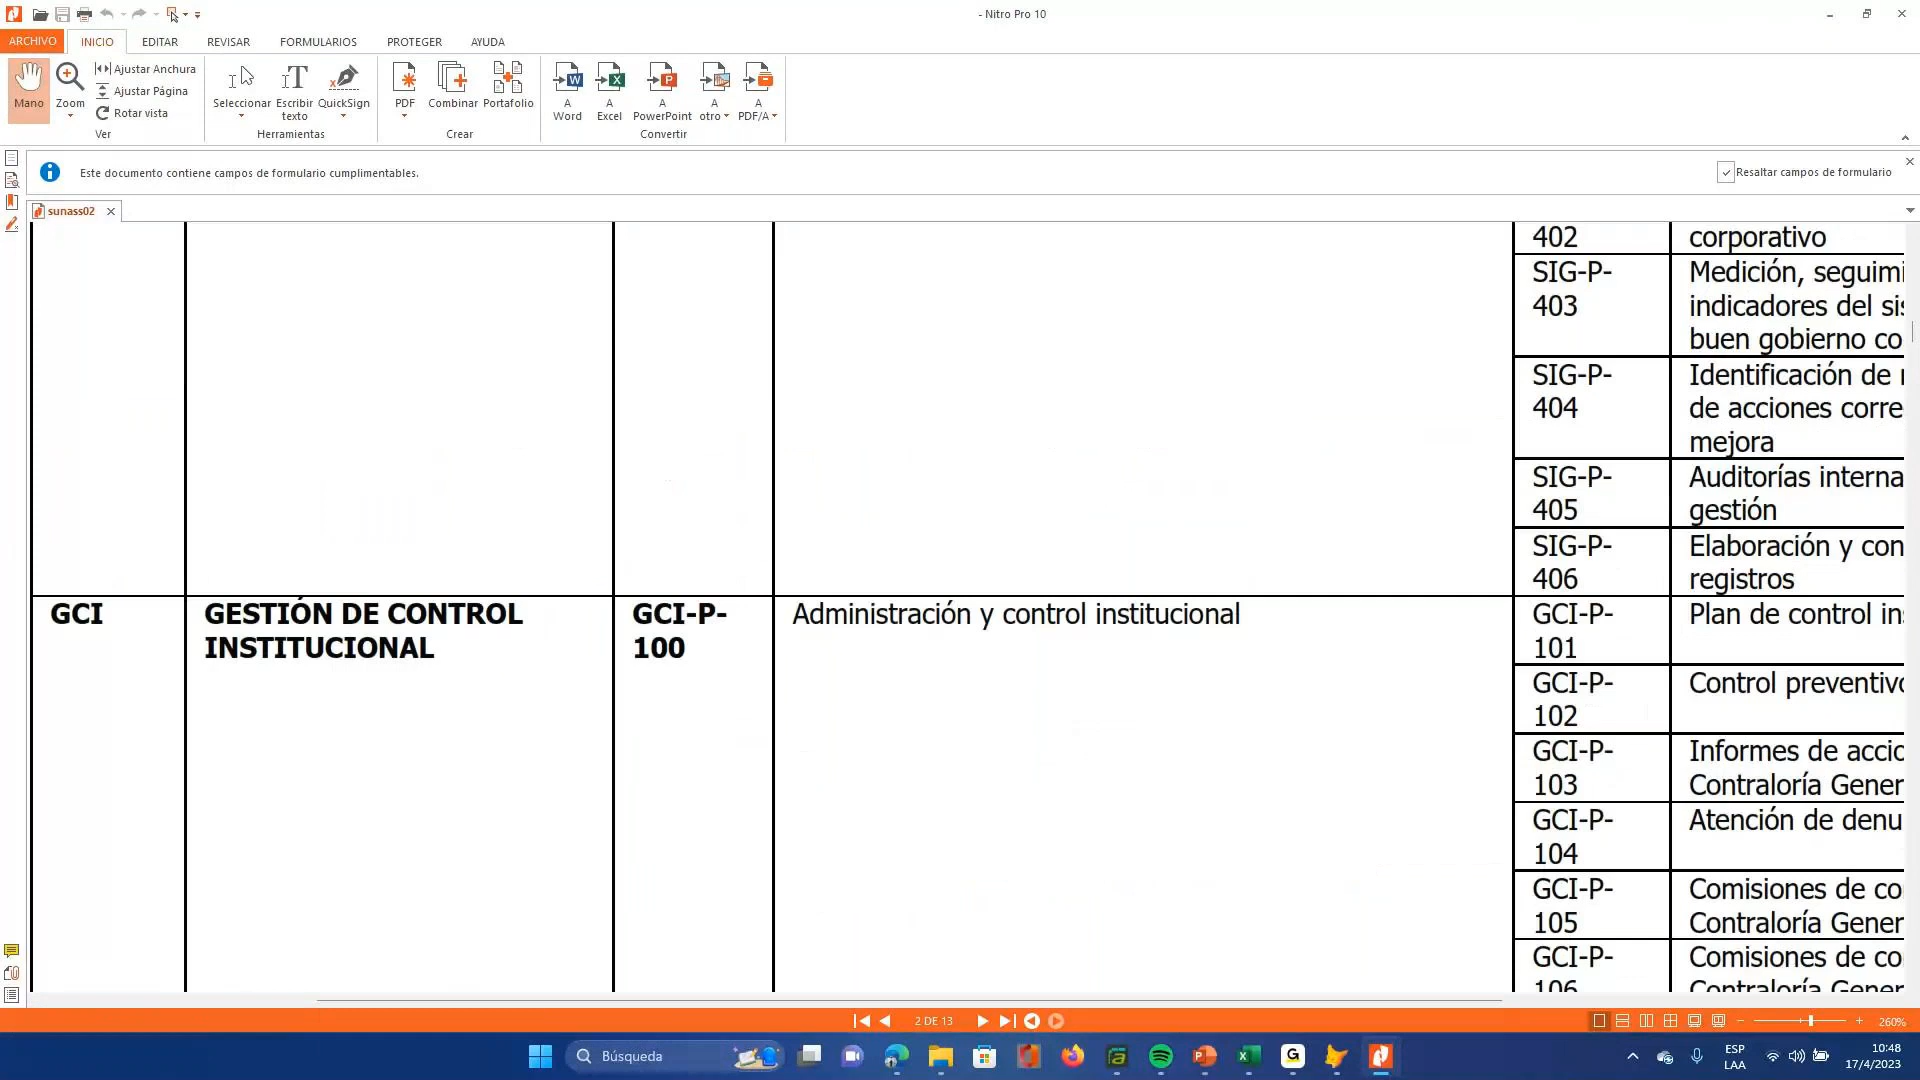 - Nitro Pro 10
ARCHIVO INICIO EDITAR REVISAR FORMULARIOS PROTEGER AYUDA
Mano
Zoom
Ajustar Anchura
Ajustar Página
Rotar vista
Ver
Seleccionar
Escribir
texto
QuickSign
Herramientas
PDF
Combinar
Portafolio
Crear
A
Word
A
Excel
A
PowerPoint
A
otro
A
PDF/A
Convertir
Este documento contiene campos de formulario cumplimentables.
Resaltar campos de formulario
sunass02
402
corporativo
SIG-P-
403
Medición, seguimi
indicadores del sis
buen gobierno co
SIG-P-
404
Identificación de
de acciones corre
mejora
SIG-P-
405
Auditorías interna
gestión
SIG-P-
406
Elaboración y con
registros
GCI
GESTIÓN DE CONTROL
INSTITUCIONAL
GCI-P-
100
Administración y control institucional
GCI-P-
101
Plan de control ins
GCI-P-
102
Control preventivo
GCI-P-
103
Informes de accio
Contraloría Gener
GCI-P-
104
Atención de denu
GCI-P-
105
Comisiones de co
Contraloría Gener
GCI-P-
106
Comisiones de co
Contraloría Gener
2 DE 13
260%
Búsqueda
ESP
LAA
10:48
17/4/2023